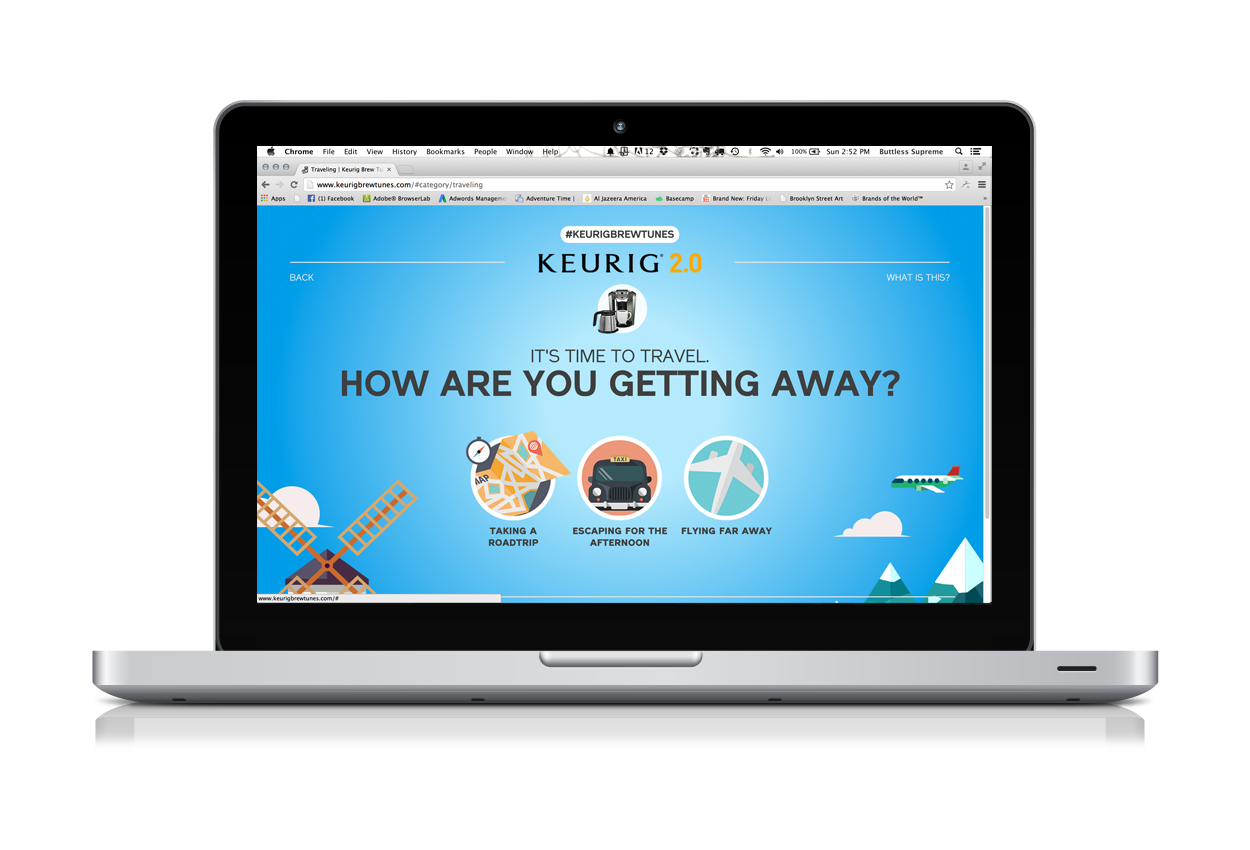 Chrome File Edit View History Bookmarks People Window Help 12 100% Sun 2:52 PM Buttless Supreme
Traveling | Keurig Brew Tu
www.keurigbrewtunes.com/#category/traveling
Apps (1) Facebook Adobe® BrowserLab Adwords Manageme Adventure Time | Al Jazeera America Basecamp Brand New: Friday L Brooklyn Street Art Brands of the World™ »
#KEURIGBREWTUNES
KEURIG® 2.0
BACK
WHAT IS THIS?
IT'S TIME TO TRAVEL.
HOW ARE YOU GETTING AWAY?
MAP
TAXI
TAKING A
ROADTRIP
ESCAPING FOR THE
AFTERNOON
FLYING FAR AWAY
www.keurigbrewtunes.com/#